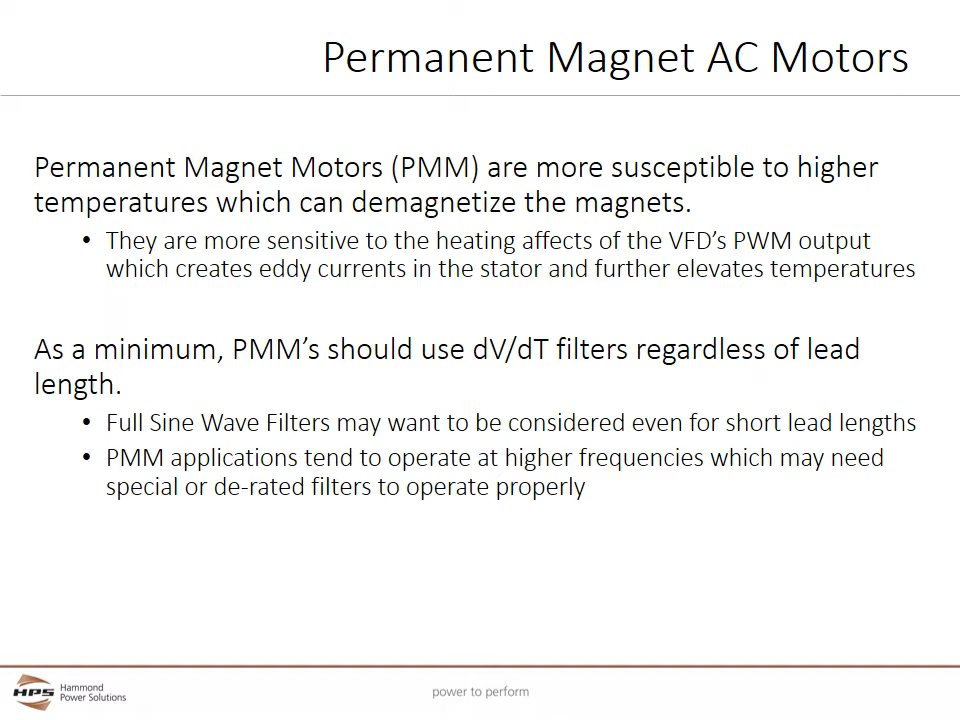 Permanent Magnet AC Motors
Permanent Magnet Motors (PMM) are more susceptible to higher
temperatures which can demagnetize the magnets.
• They are more sensitive to the heating affects of the VFD's PWM output
which creates eddy currents in the stator and further elevates temperatures
As a minimum, PMM's should use dV/dT filters regardless of lead
length.
• Full Sine Wave Filters may want to be considered even for short lead lengths
• PMM applications tend to operate at higher frequencies which may need
special or de-rated filters to operate properly
HPS
Hammond
Power Solutions
power to perform